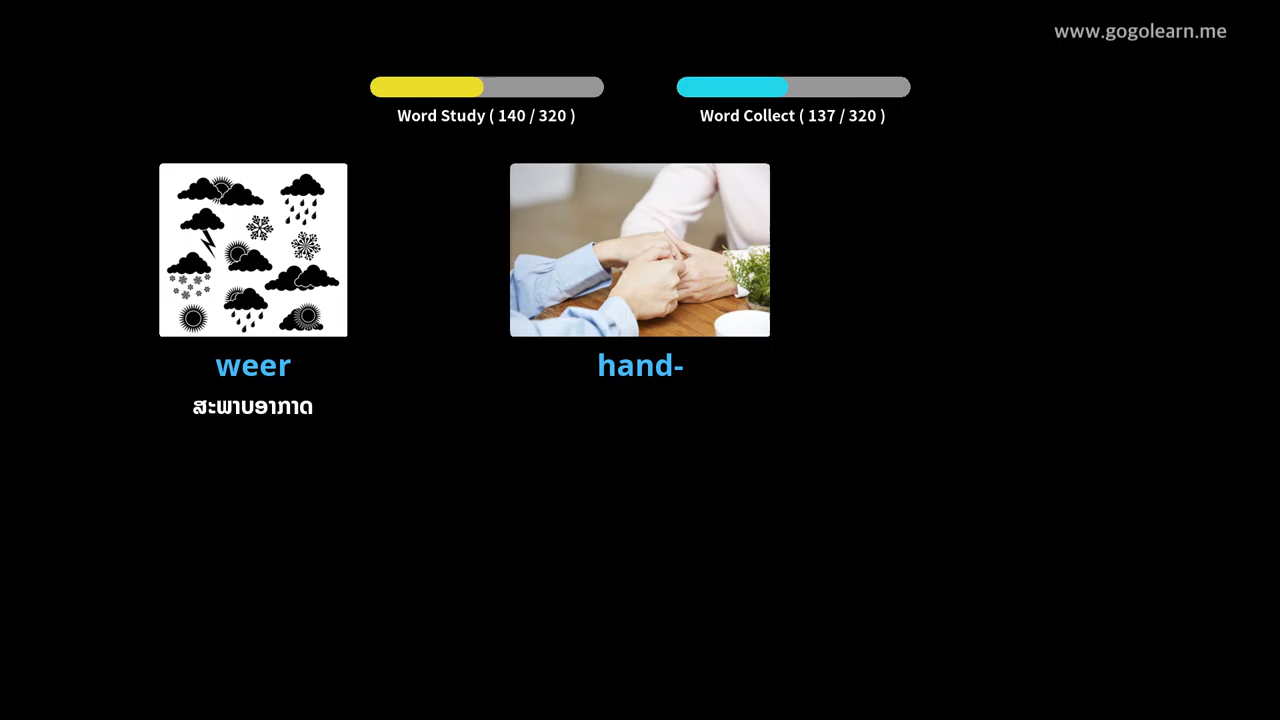 www.gogolearn.me
Word Study ( 140 / 320 )
Word Collect ( 137 / 320 )
weer
hand-
ສະພາບອາກາດ